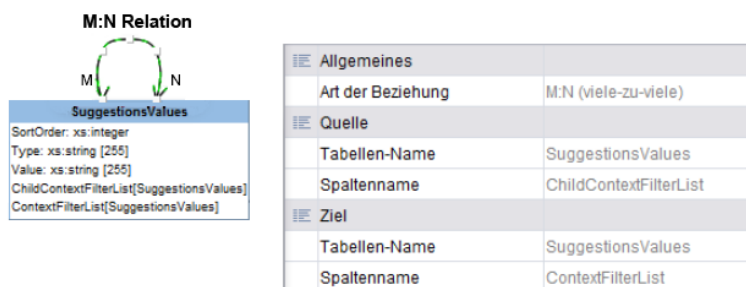 M:N Relation
M
N
SuggestionsValues
SortOrder: xs:integer
Type: xs:string [255]
Value: xs:string [255]
ChildContextFilterList[SuggestionsValues]
ContextFilterList[SuggestionsValues]
Allgemeines
Art der Beziehung M:N (viele-zu-viele)
Quelle
Tabellen-Name SuggestionsValues
Spaltenname ChildContextFilterList
Ziel
Tabellen-Name SuggestionsValues
Spaltenname ContextFilterList